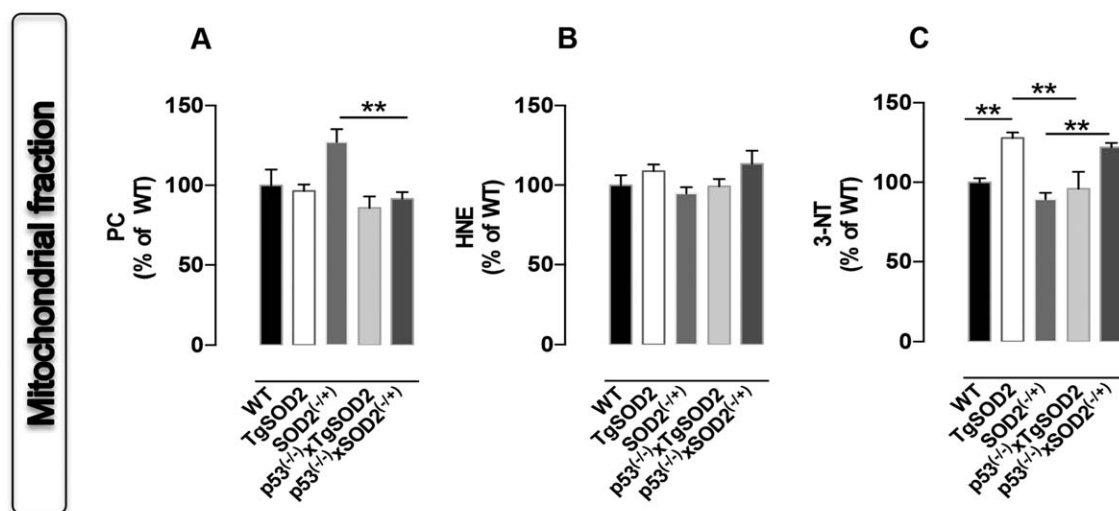 Mitochondrial fraction
A
PC
(% of WT)
150
100
50
0
**
WT
TgSOD2
SOD2(-/+)
p53(-/-)xTgSOD2
p53(-/-)xSOD2(-/+)
B
HNE
(% of WT)
150
100
50
0
WT
TgSOD2
SOD2(-/+)
p53(-/-)xTgSOD2
p53(-/-)xSOD2(-/+)
C
3-NT
(% of WT)
150
100
50
0
**
**
**
WT
TgSOD2
SOD2(-/+)
p53(-/-)xTgSOD2
p53(-/-)xSOD2(-/+)